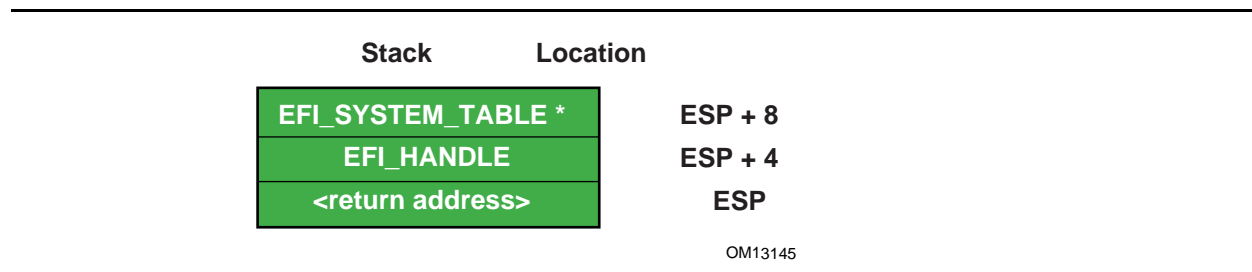 Stack Location
EFI_SYSTEM_TABLE * ESP + 8
EFI_HANDLE ESP + 4
<return address> ESP
OM13145